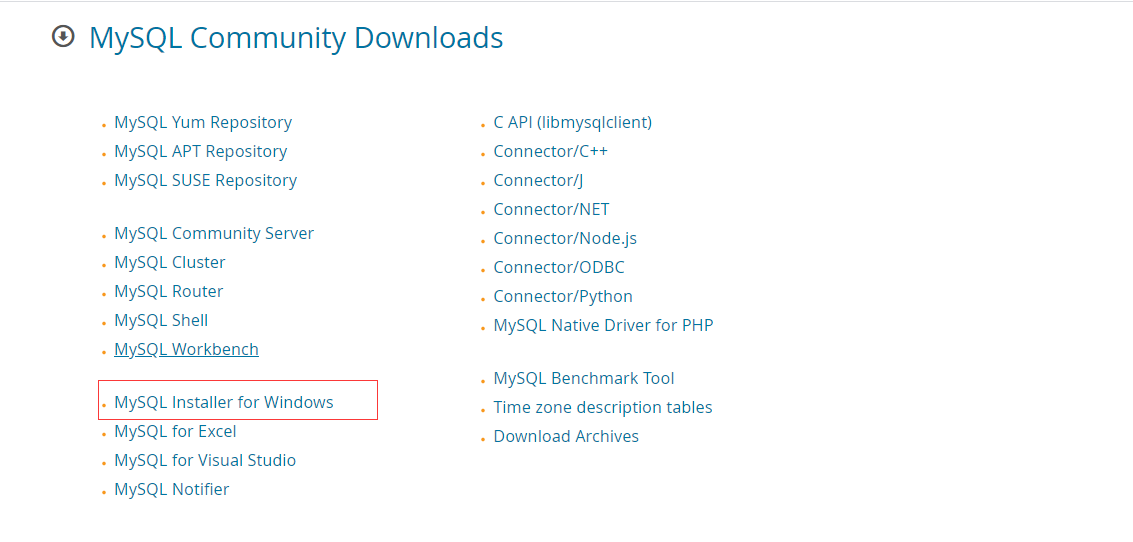 MySQL Community Downloads
MySQL Yum Repository
MySQL APT Repository
MySQL SUSE Repository
MySQL Community Server
MySQL Cluster
MySQL Router
MySQL Shell
MySQL Workbench
MySQL Installer for Windows
MySQL for Excel
MySQL for Visual Studio
MySQL Notifier
C API (libmysqlclient)
Connector/C++
Connector/J
Connector/NET
Connector/Node.js
Connector/ODBC
Connector/Python
MySQL Native Driver for PHP
MySQL Benchmark Tool
Time zone description tables
Download Archives